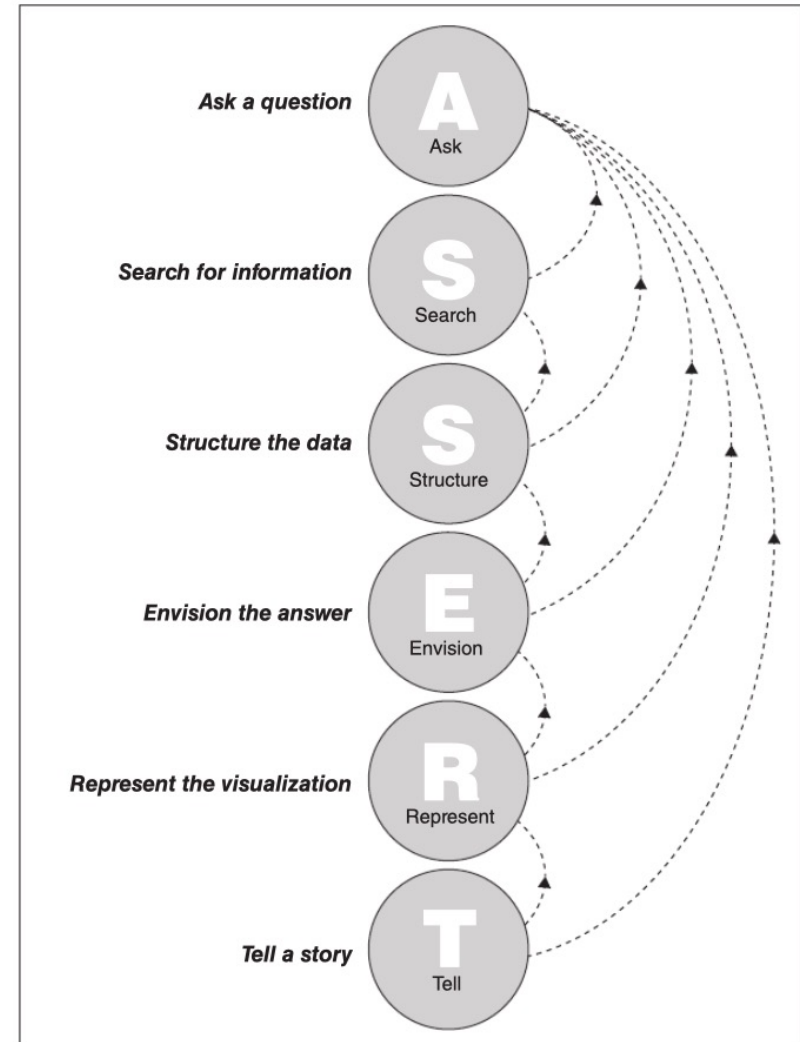 Ask a question
A
Ask
Search for information
S
Search
Structure the data
S
Structure
Envision the answer
E
Envision
Represent the visualization
R
Represent
Tell a story
T
Tell